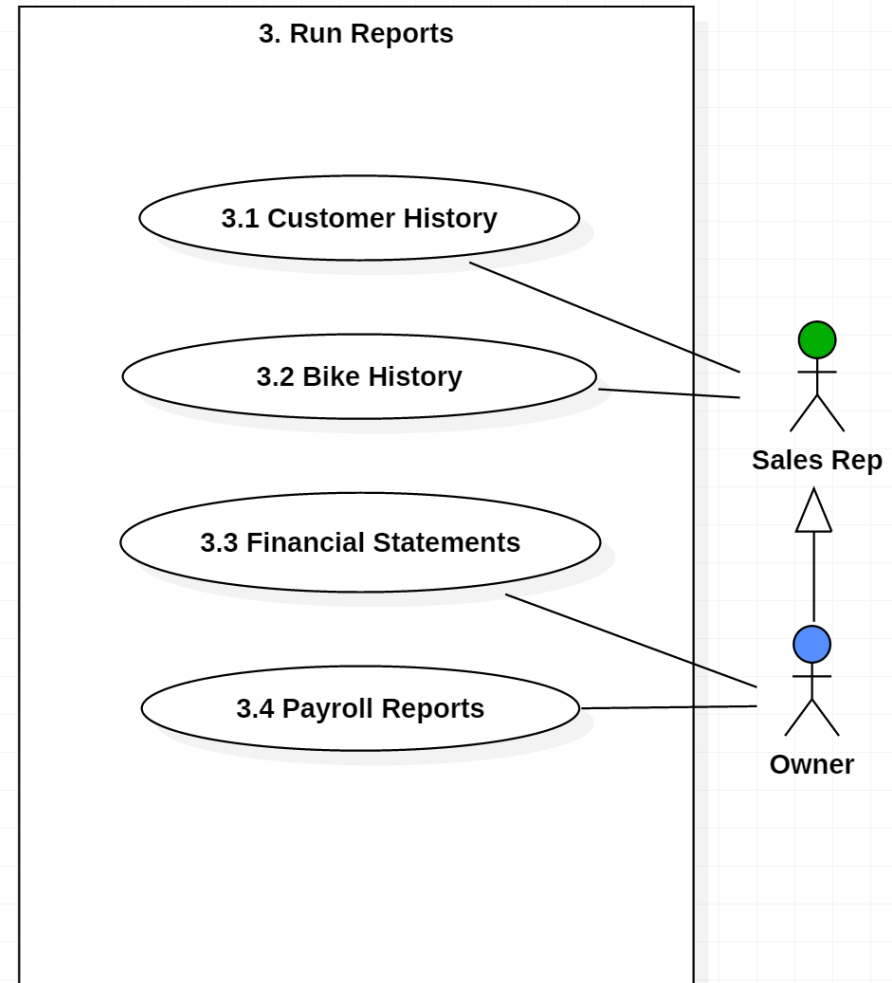 3. Run Reports
3.1 Customer History
3.2 Bike History
3.3 Financial Statements
3.4 Payroll Reports
Sales Rep
Owner